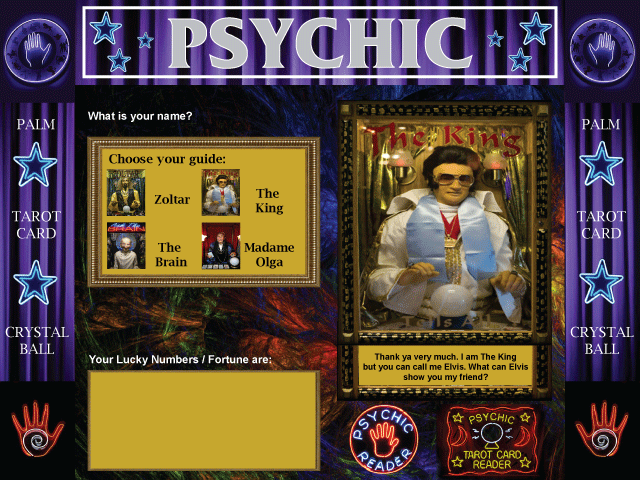 PSYCHIC
PALM
TAROT
CARD
CRYSTAL
BALL
What is your name?
Choose your guide:
Zoltar
The
King
The
Brain
Madame
Olga
Your Lucky Numbers / Fortune are:
The King
Thank ya very much. I am The King
but you can call me Elvis. What can Elvis
show you my friend?
PSYCHIC
READER
PSYCHIC
TAROT CARD
READER
PALM
TAROT
CARD
CRYSTAL
BALL